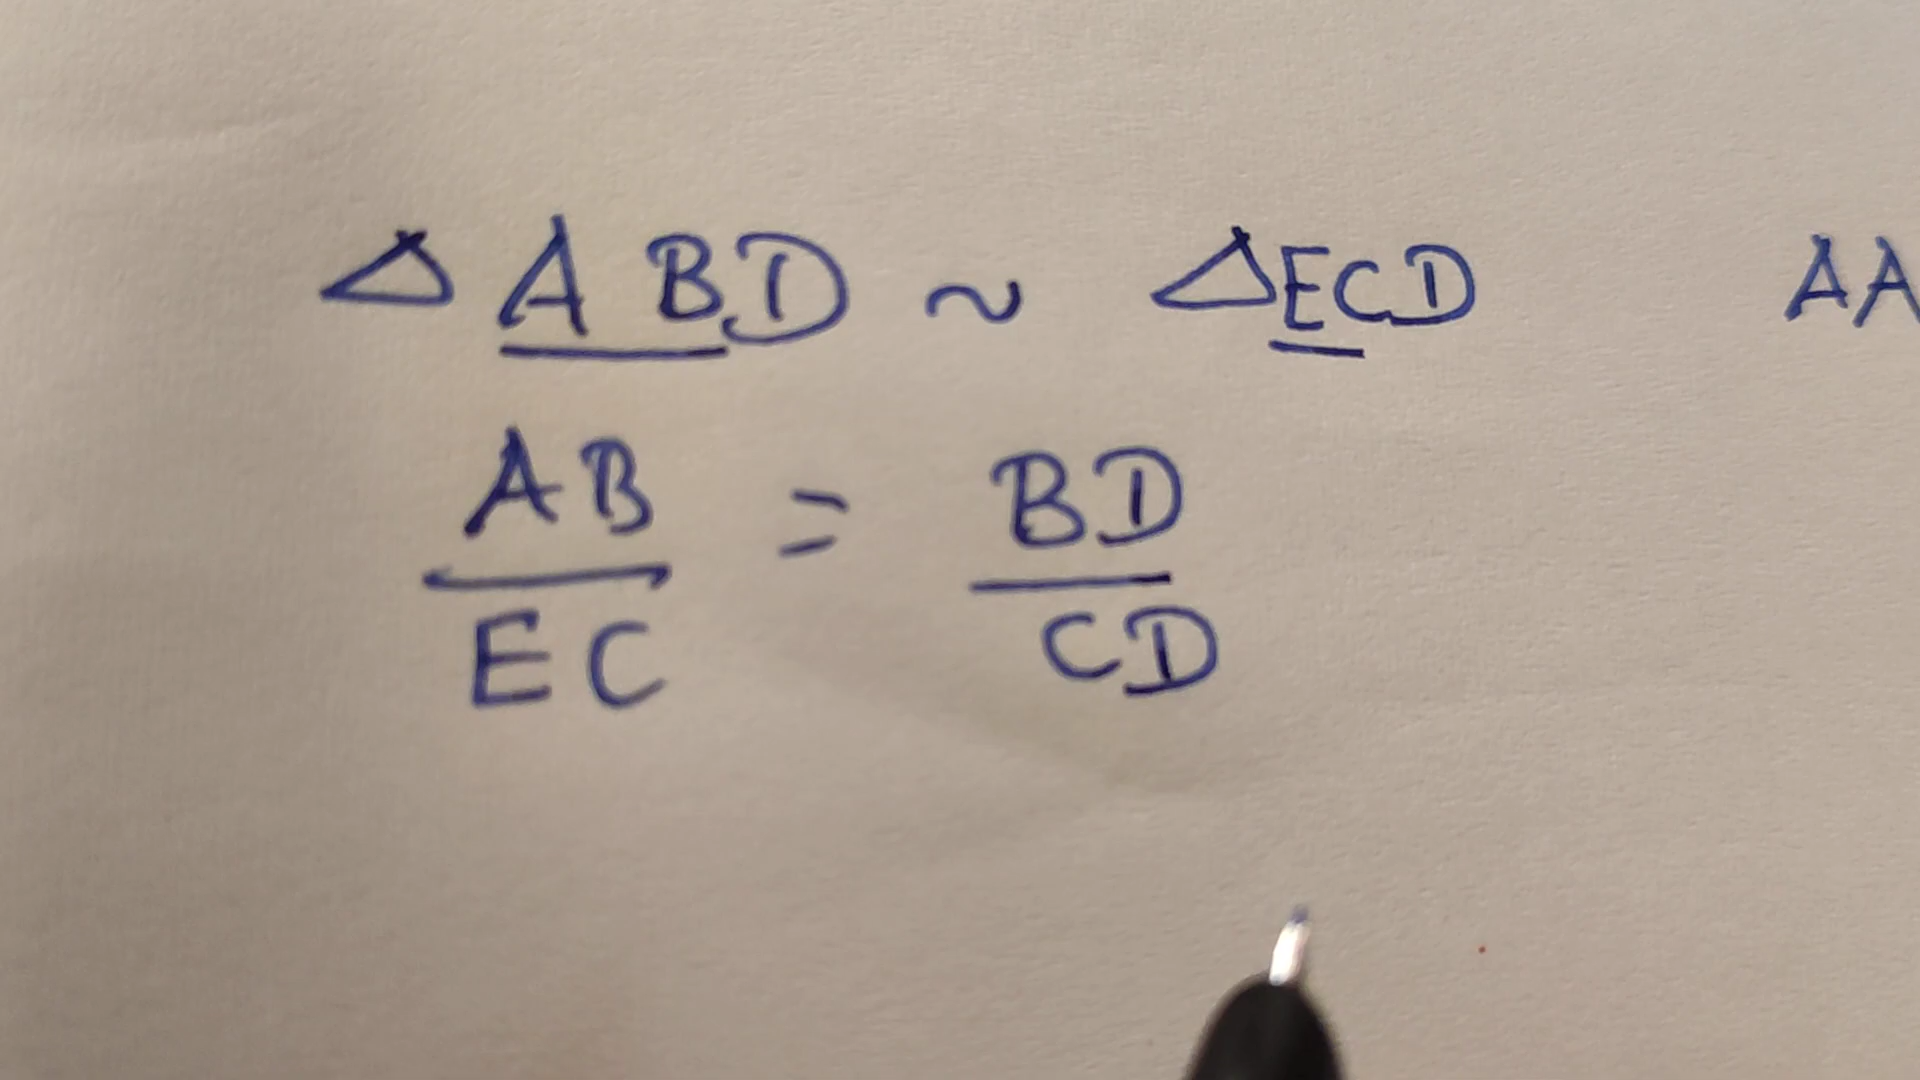 △ ABD ~ △ECD AA
AB/EC = BD/CD